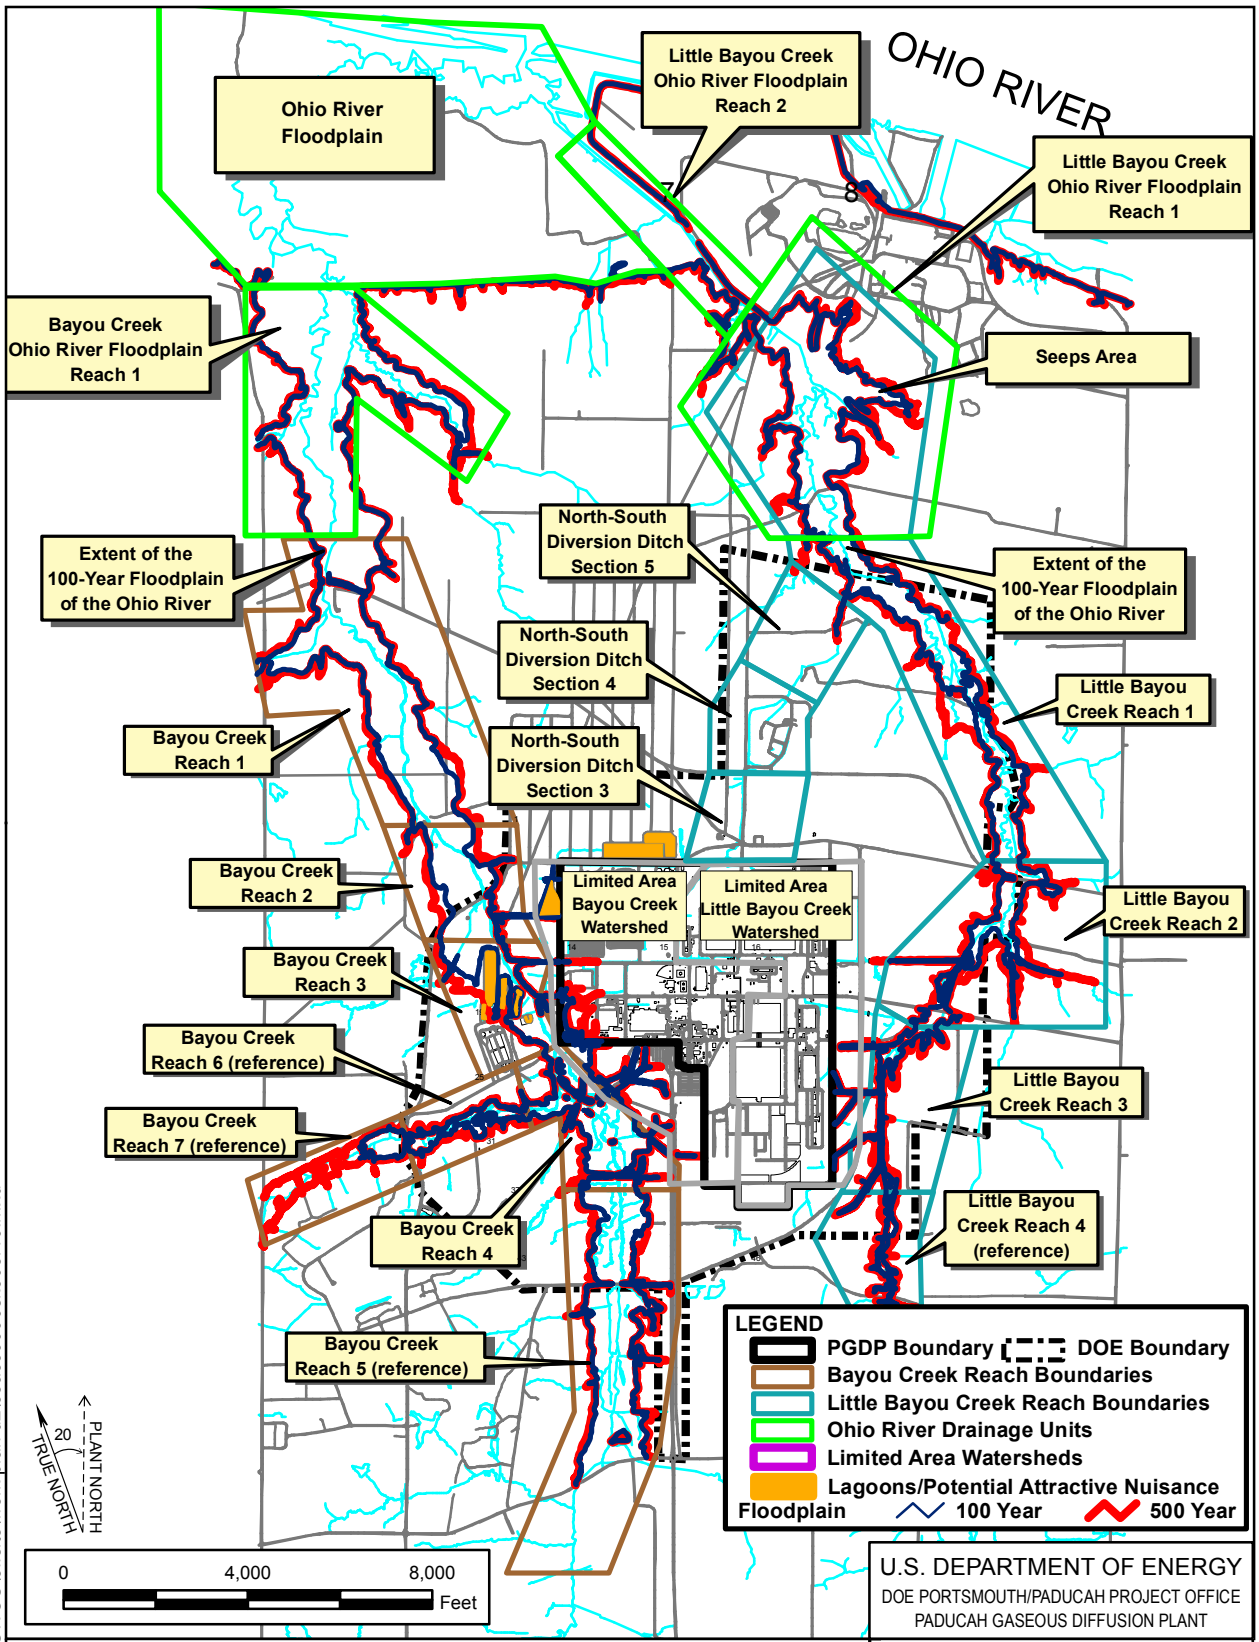 OHIO RIVER
Little Bayou Creek
Ohio River Floodplain
Reach 2
Ohio River
Floodplain
Little Bayou Creek
Ohio River Floodplain
Reach 1
7
8
Bayou Creek
Ohio River Floodplain
Reach 1
Seeps Area
North-South
Diversion Ditch
Section 5
Extent of the
100-Year Floodplain
of the Ohio River
Extent of the
100-Year Floodplain
of the Ohio River
North-South
Diversion Ditch
Section 4
Little Bayou
Creek Reach 1
Bayou Creek
Reach 1
North-South
Diversion Ditch
Section 3
Bayou Creek
Reach 2
Limited Area
Bayou Creek
Watershed
Limited Area
Little Bayou Creek
Watershed
Little Bayou
Creek Reach 2
14
15
16
Bayou Creek
Reach 3
Bayou Creek
Reach 6 (reference)
Little Bayou
Creek Reach 3
Bayou Creek
Reach 7 (reference)
31
Bayou Creek
Reach 4
Little Bayou
Creek Reach 4
(reference)
Bayou Creek
Reach 5 (reference)
LEGEND
PGDP Boundary
DOE Boundary
Bayou Creek Reach Boundaries
Little Bayou Creek Reach Boundaries
Ohio River Drainage Units
Limited Area Watersheds
Lagoons/Potential Attractive Nuisance
Floodplain 100 Year 500 Year
20
TRUE NORTH
PLANT NORTH
0 4,000 8,000
Feet
U.S. DEPARTMENT OF ENERGY
DOE PORTSMOUTH/PADUCAH PROJECT OFFICE
PADUCAH GASEOUS DIFFUSION PLANT